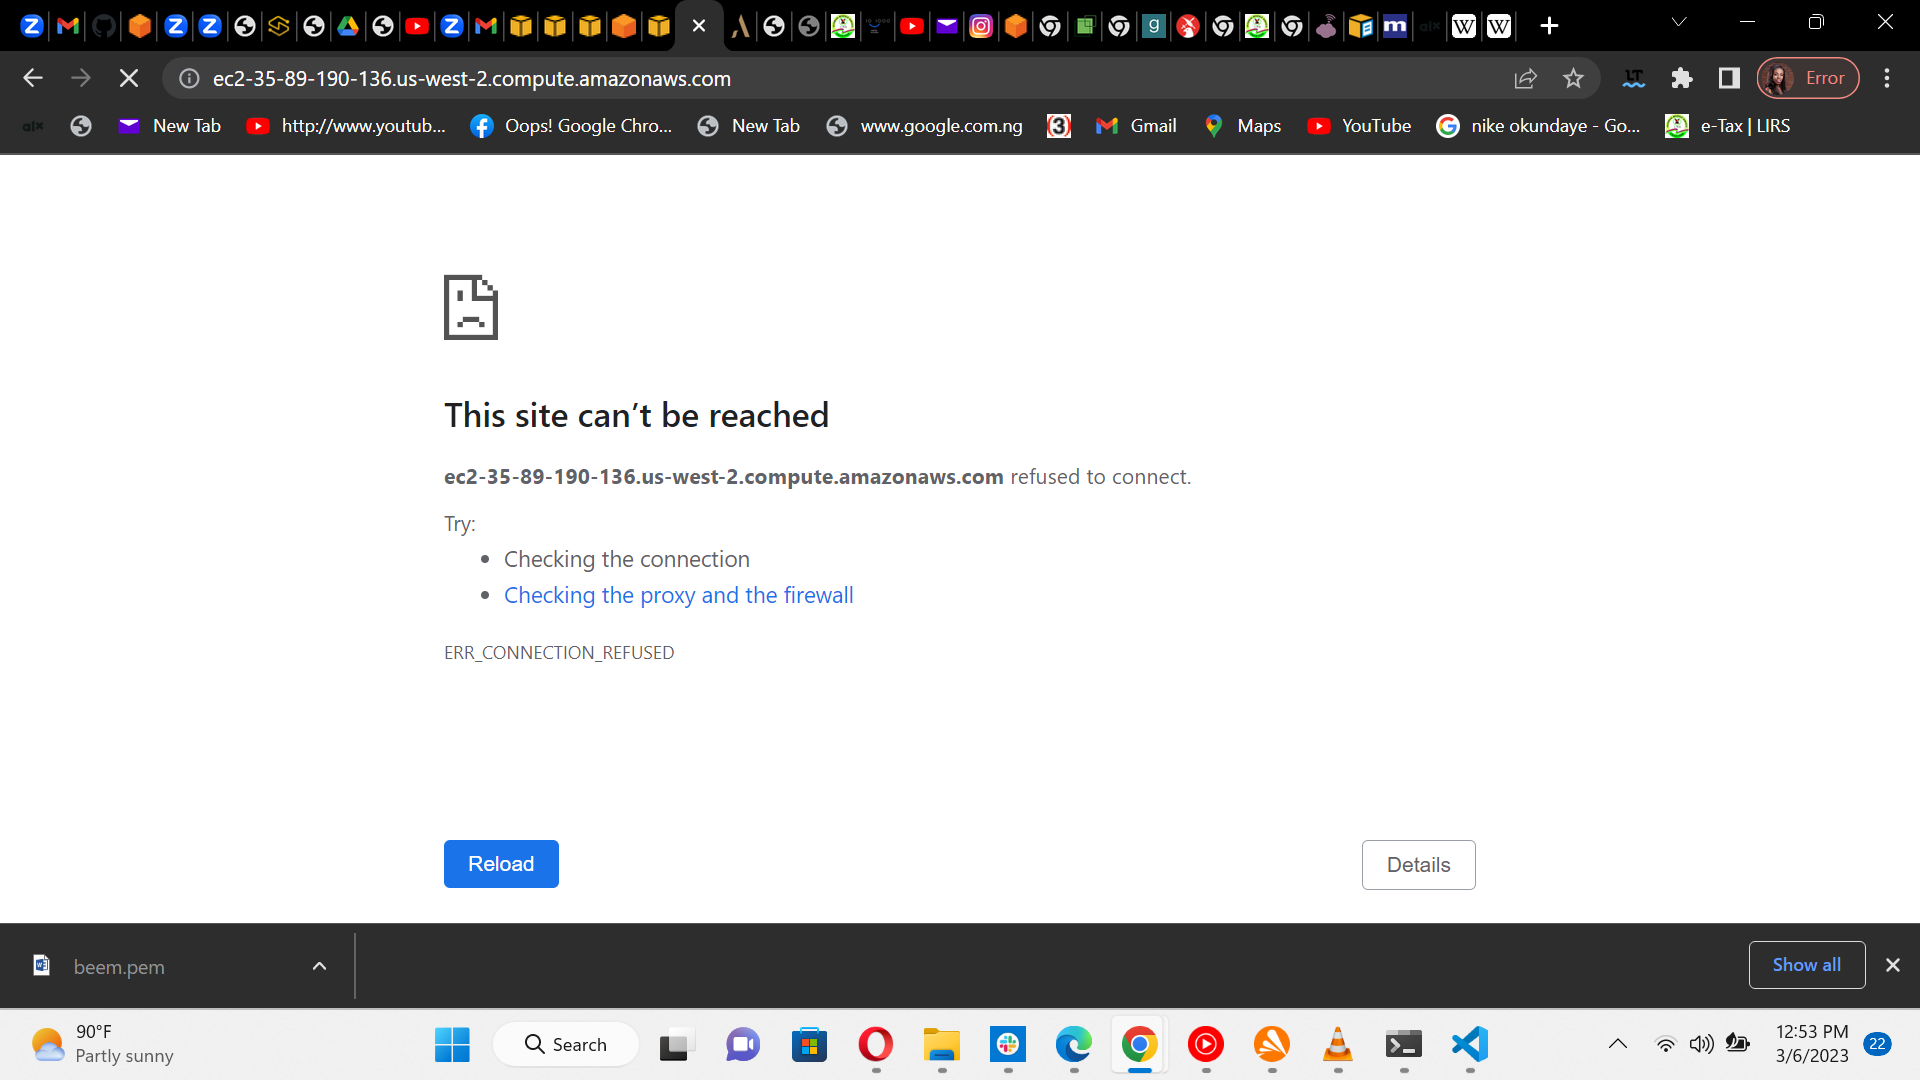 ec2-35-89-190-136.us-west-2.compute.amazonaws.com
Error
New Tab
http://www.youtub...
Oops! Google Chro...
New Tab
www.google.com.ng
Gmail
Maps
YouTube
nike okundaye - Go...
e-Tax | LIRS
This site can’t be reached
ec2-35-89-190-136.us-west-2.compute.amazonaws.com refused to connect.
Try:
• Checking the connection
• Checking the proxy and the firewall
ERR_CONNECTION_REFUSED
Reload
Details
beem.pem
Show all
90°F
Partly sunny
Search
12:53 PM
3/6/2023
22